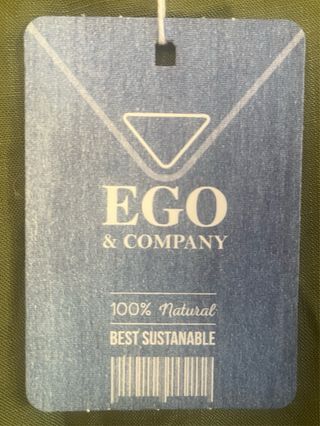 EGO
& COMPANY
100% Natural
BEST SUSTANABLE